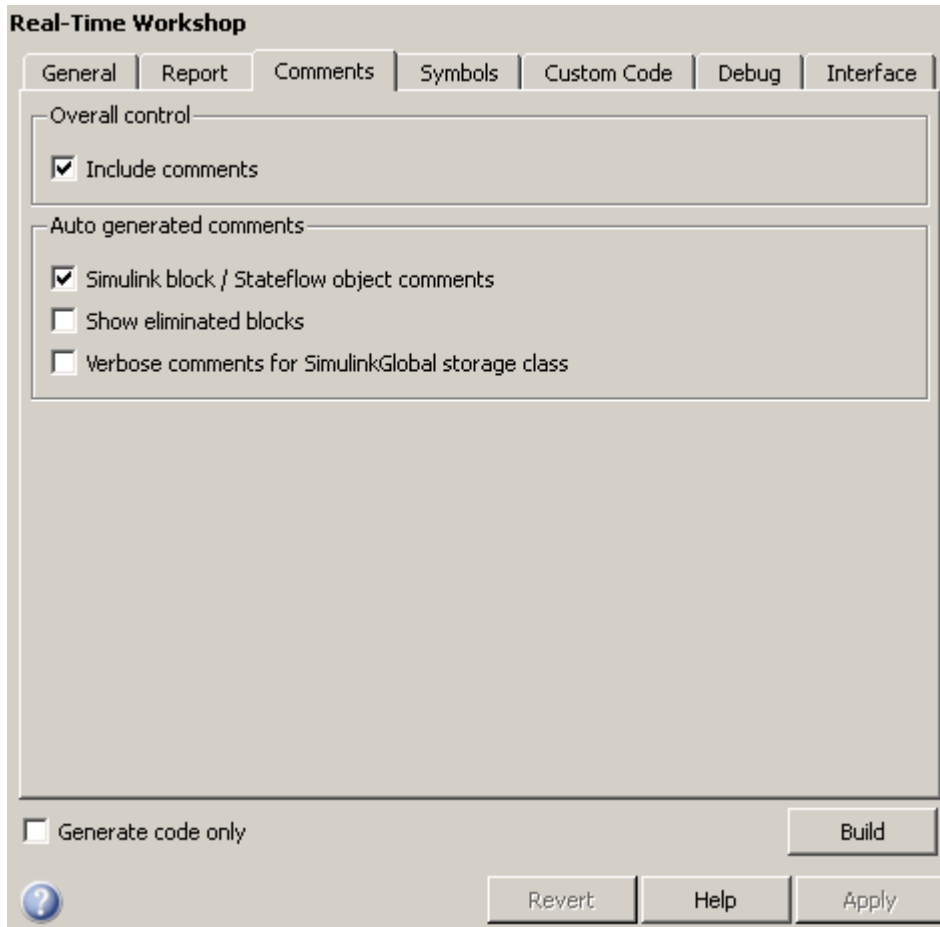 Real-Time Workshop
General Report Comments Symbols Custom Code Debug Interface
Overall control
Include comments
Auto generated comments
Simulink block / Stateflow object comments
Show eliminated blocks
Verbose comments for SimulinkGlobal storage class
Generate code only Build
? Revert Help Apply